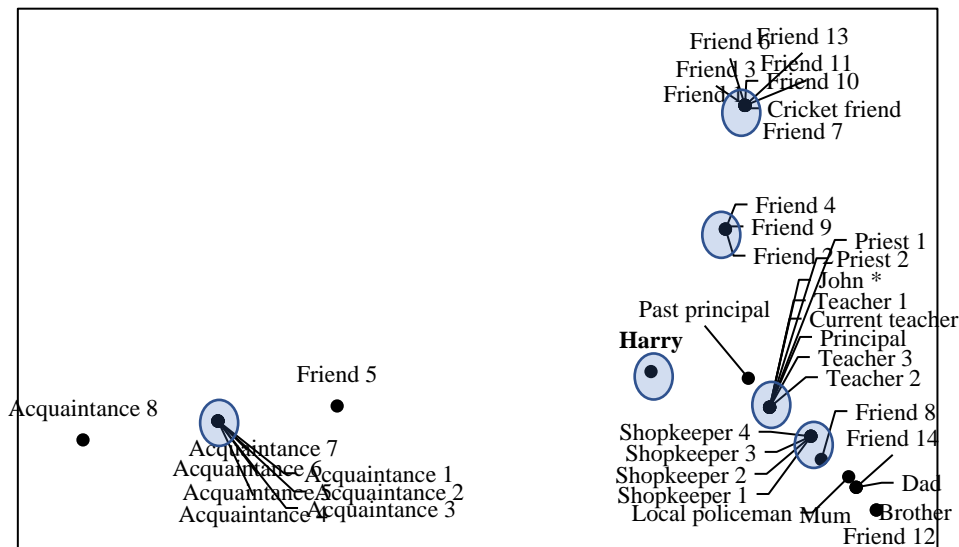 Friend 13
Friend 6
Friend 11
Friend 3
Friend 10
Friend 1
Cricket friend
Friend 7
Friend 4
Friend 9
Friend 2
Priest 1
Priest 2
John *
Teacher 1
Current teacher
Principal
Teacher 3
Teacher 2
Past principal
Harry
Friend 5
Acquaintance 8
Friend 8
Friend 14
Shopkeeper 4
Shopkeeper 3
Shopkeeper 2
Shopkeeper 1
Local policeman
Mum
Dad
Brother
Friend 12
Acquaintance 7
Acquaintance 6
Acquaintance 5
Acquaintance 4
Acquaintance 1
Acquaintance 2
Acquaintance 3